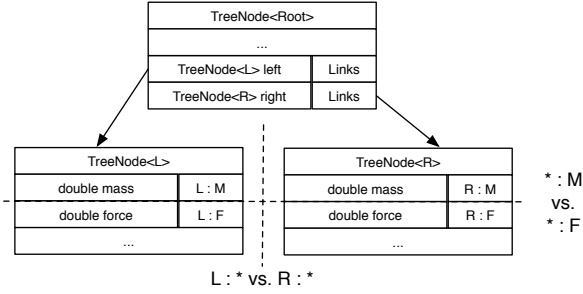 TreeNode<Root>
...
TreeNode<L> left Links
TreeNode<R> right Links
TreeNode<L>
double mass L : M
double force L : F
...
TreeNode<R>
double mass R : M
double force R : F
...
* : M
vs.
* : F
L : * vs. R : *